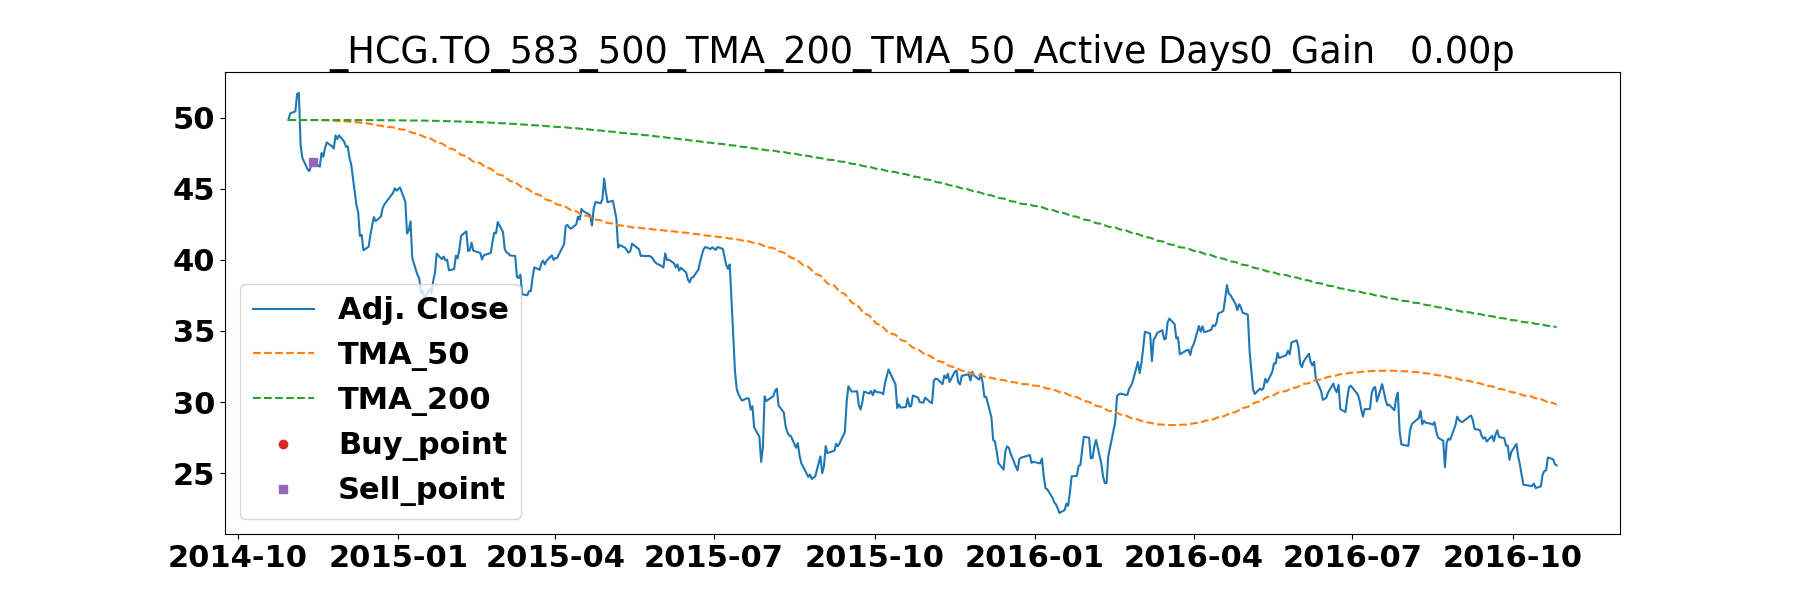 _HCG.TO_583_500_TMA_200_TMA_50_Active Days0_Gain   0.00p
50
45
40
35
30
25
Adj. Close
TMA_50
TMA_200
Buy_point
Sell_point
2014-10 2015-01 2015-04 2015-07 2015-10 2016-01 2016-04 2016-07 2016-10